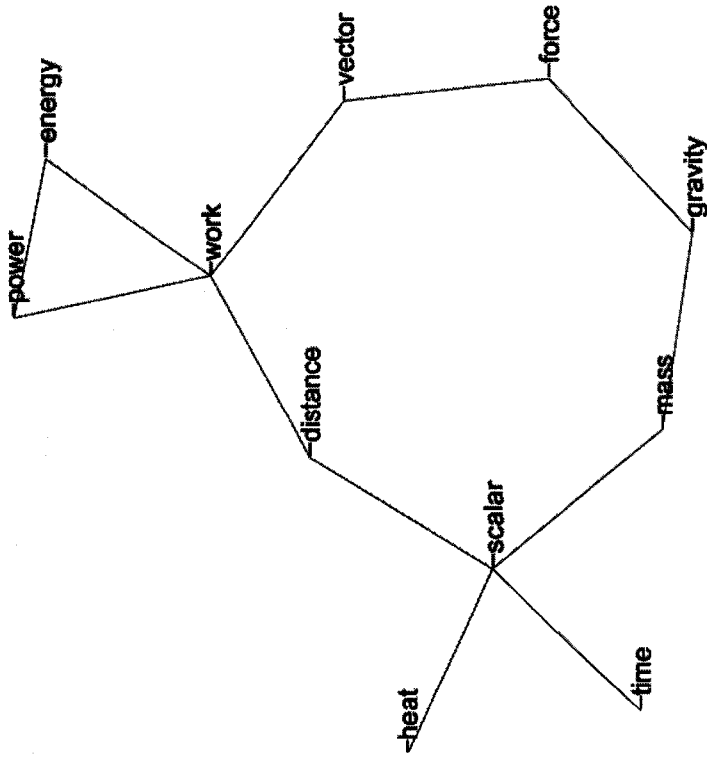 power
energy
work
vector
force
distance
gravity
mass
scalar
heat
time